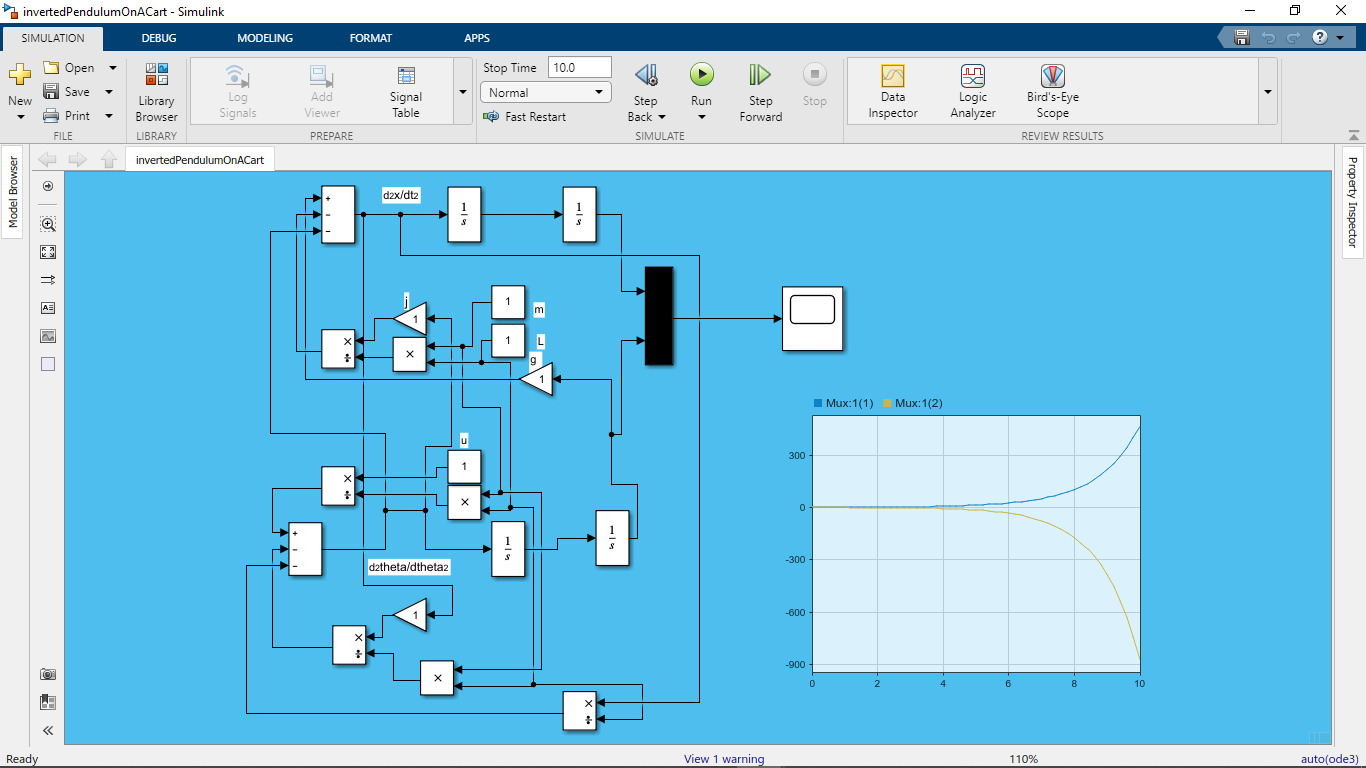 invertedPendulumOnACart - Simulink
SIMULATION DEBUG MODELING FORMAT APPS
New
Open
Save
Print
FILE
Library Browser
LIBRARY
Log Signals
Add Viewer
Signal Table
PREPARE
Stop Time 10.0
Normal
Fast Restart
Step Back
Run
Step Forward
Stop
SIMULATE
Data Inspector
Logic Analyzer
Bird's-Eye Scope
REVIEW RESULTS
Model Browser
invertedPendulumOnACart
Property Inspector
+
-
-
d2x/dt2
1
s
1
s
j
1
×
÷
×
1
m
1
L
g
1
u
1
×
÷
×
+
-
-
1
s
1
s
d2theta/dtheta2
1
×
÷
×
×
÷
Mux:1(1) Mux:1(2)
300
0
-300
-600
-900
0 2 4 6 8 10
Ready
View 1 warning
110%
auto(ode3)